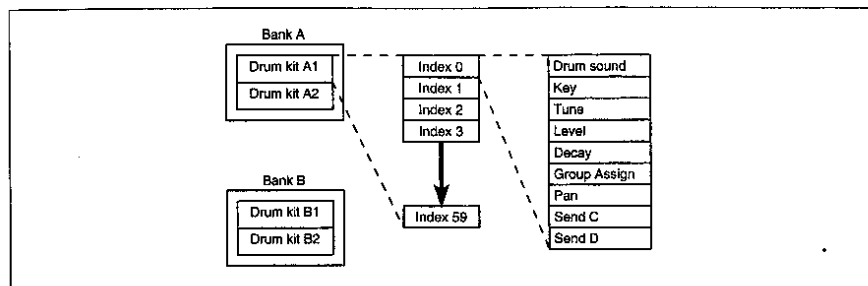 Bank A
Drum kit A1
Drum kit A2
Bank B
Drum kit B1
Drum kit B2
Index 0
Index 1
Index 2
Index 3
Index 59
Drum sound
Key
Tune
Level
Decay
Group Assign
Pan
Send C
Send D